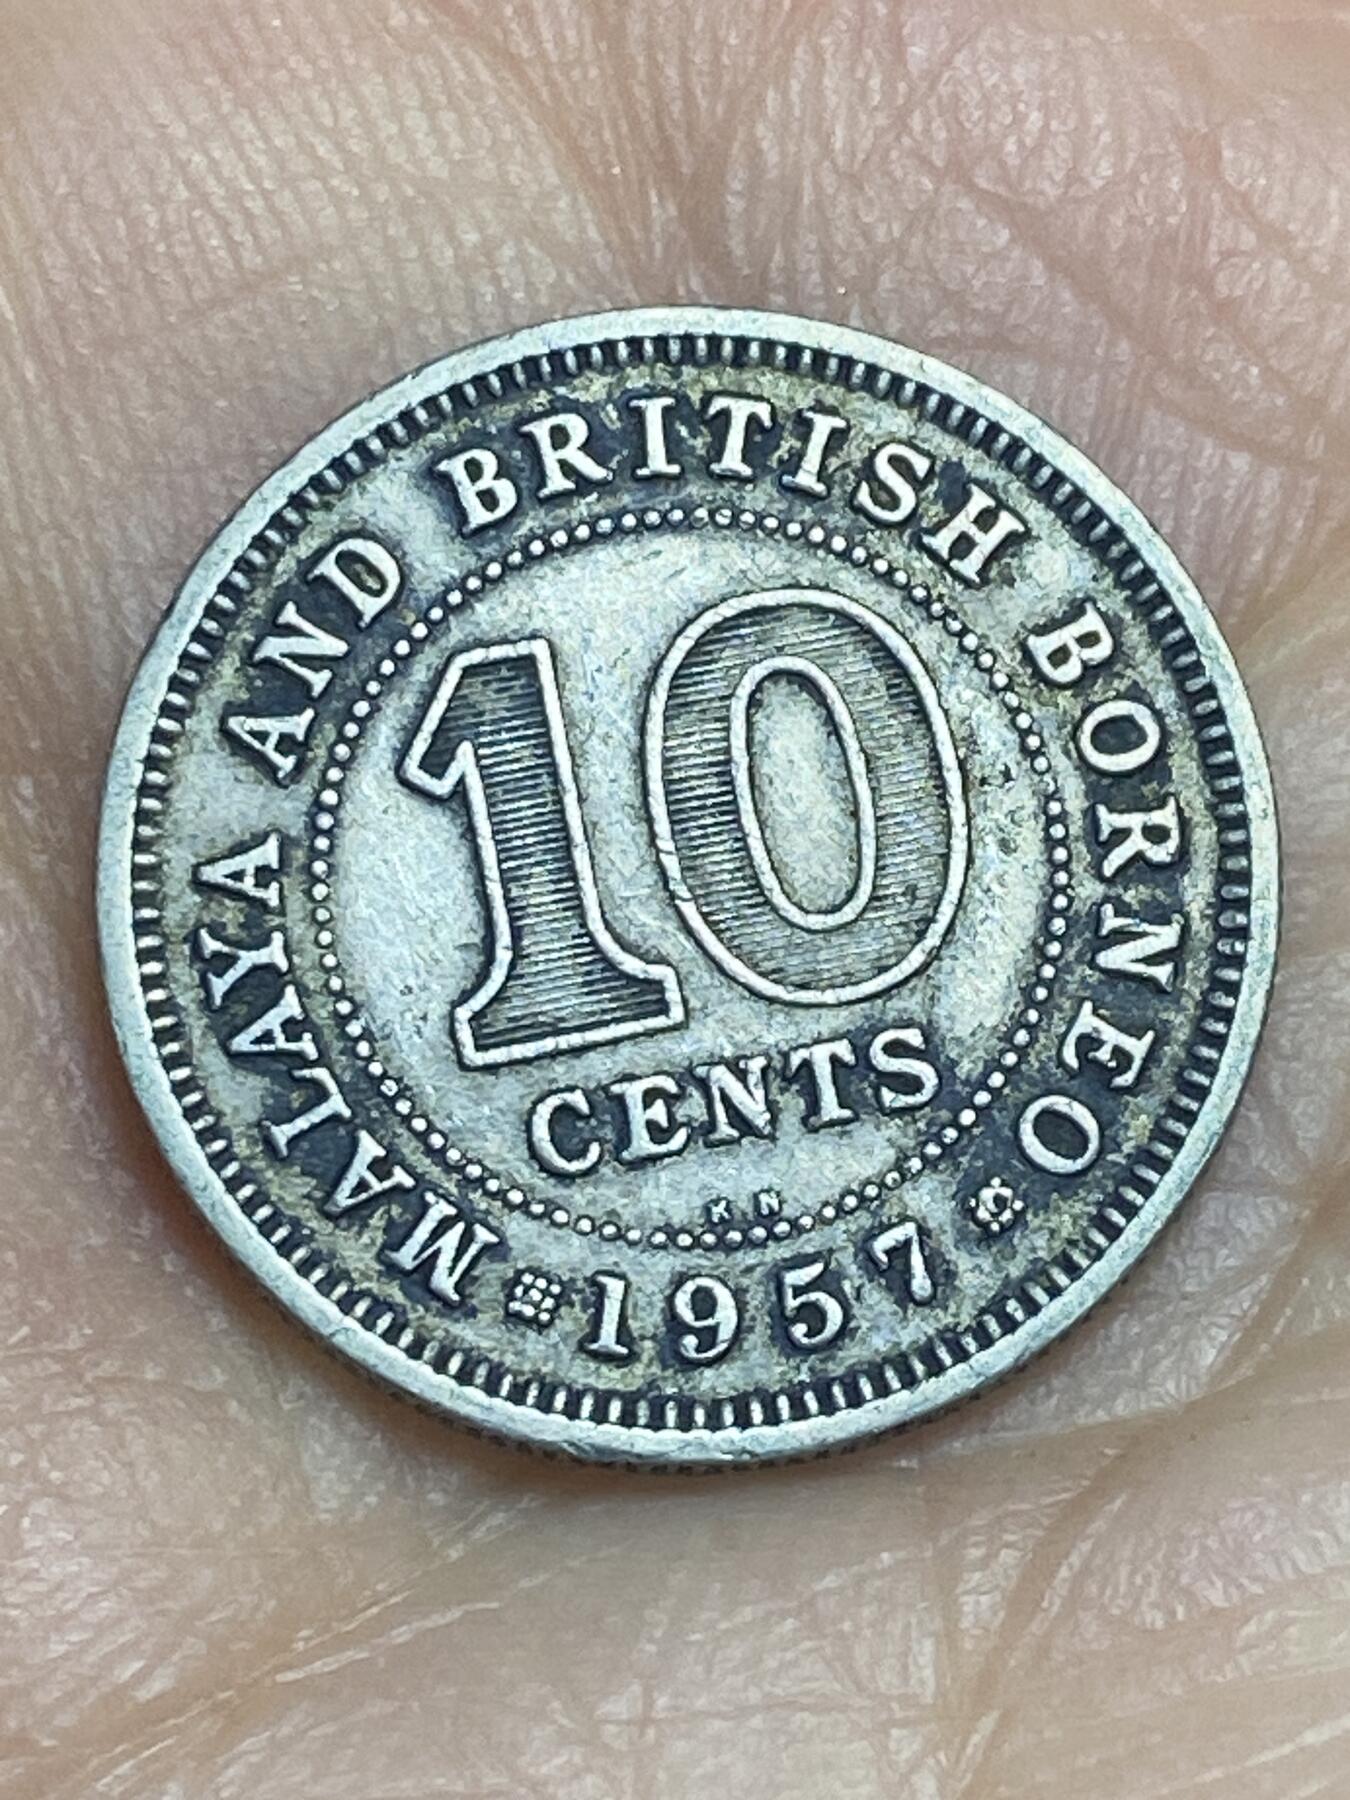 MALAYA AND BRITISH BORNEO
10
CENTS
KN
1957